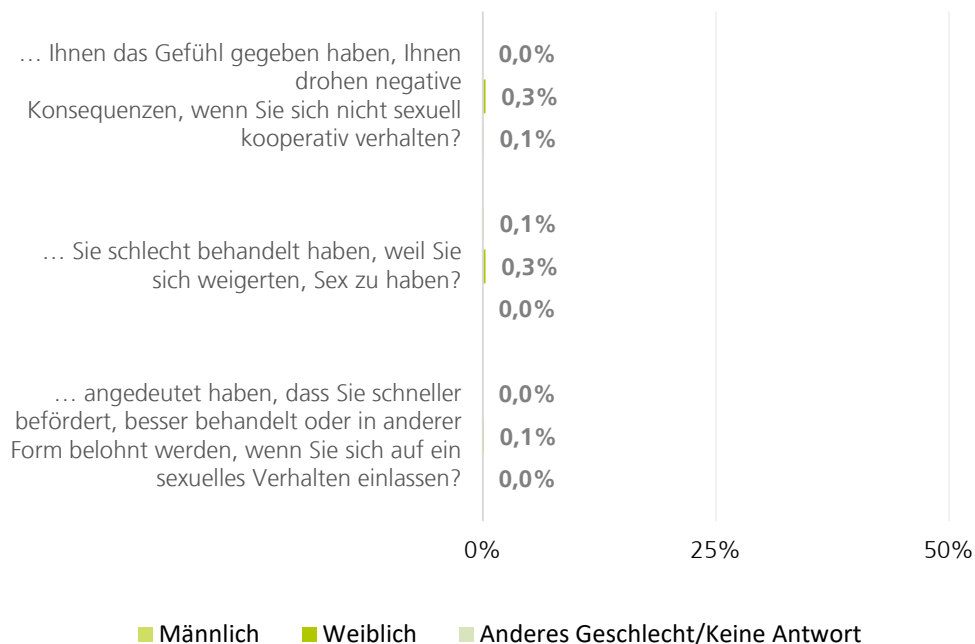 … Ihnen das Gefühl gegeben haben, Ihnen
drohen negative
Konsequenzen, wenn Sie sich nicht sexuell
kooperativ verhalten?
0,0%
0,3%
0,1%
… Sie schlecht behandelt haben, weil Sie
sich weigerten, Sex zu haben?
0,1%
0,3%
0,0%
… angedeutet haben, dass Sie schneller
befördert, besser behandelt oder in anderer
Form belohnt werden, wenn Sie sich auf ein
sexuelles Verhalten einlassen?
0,0%
0,1%
0,0%
0% 25% 50%
Männlich Weiblich Anderes Geschlecht/Keine Antwort